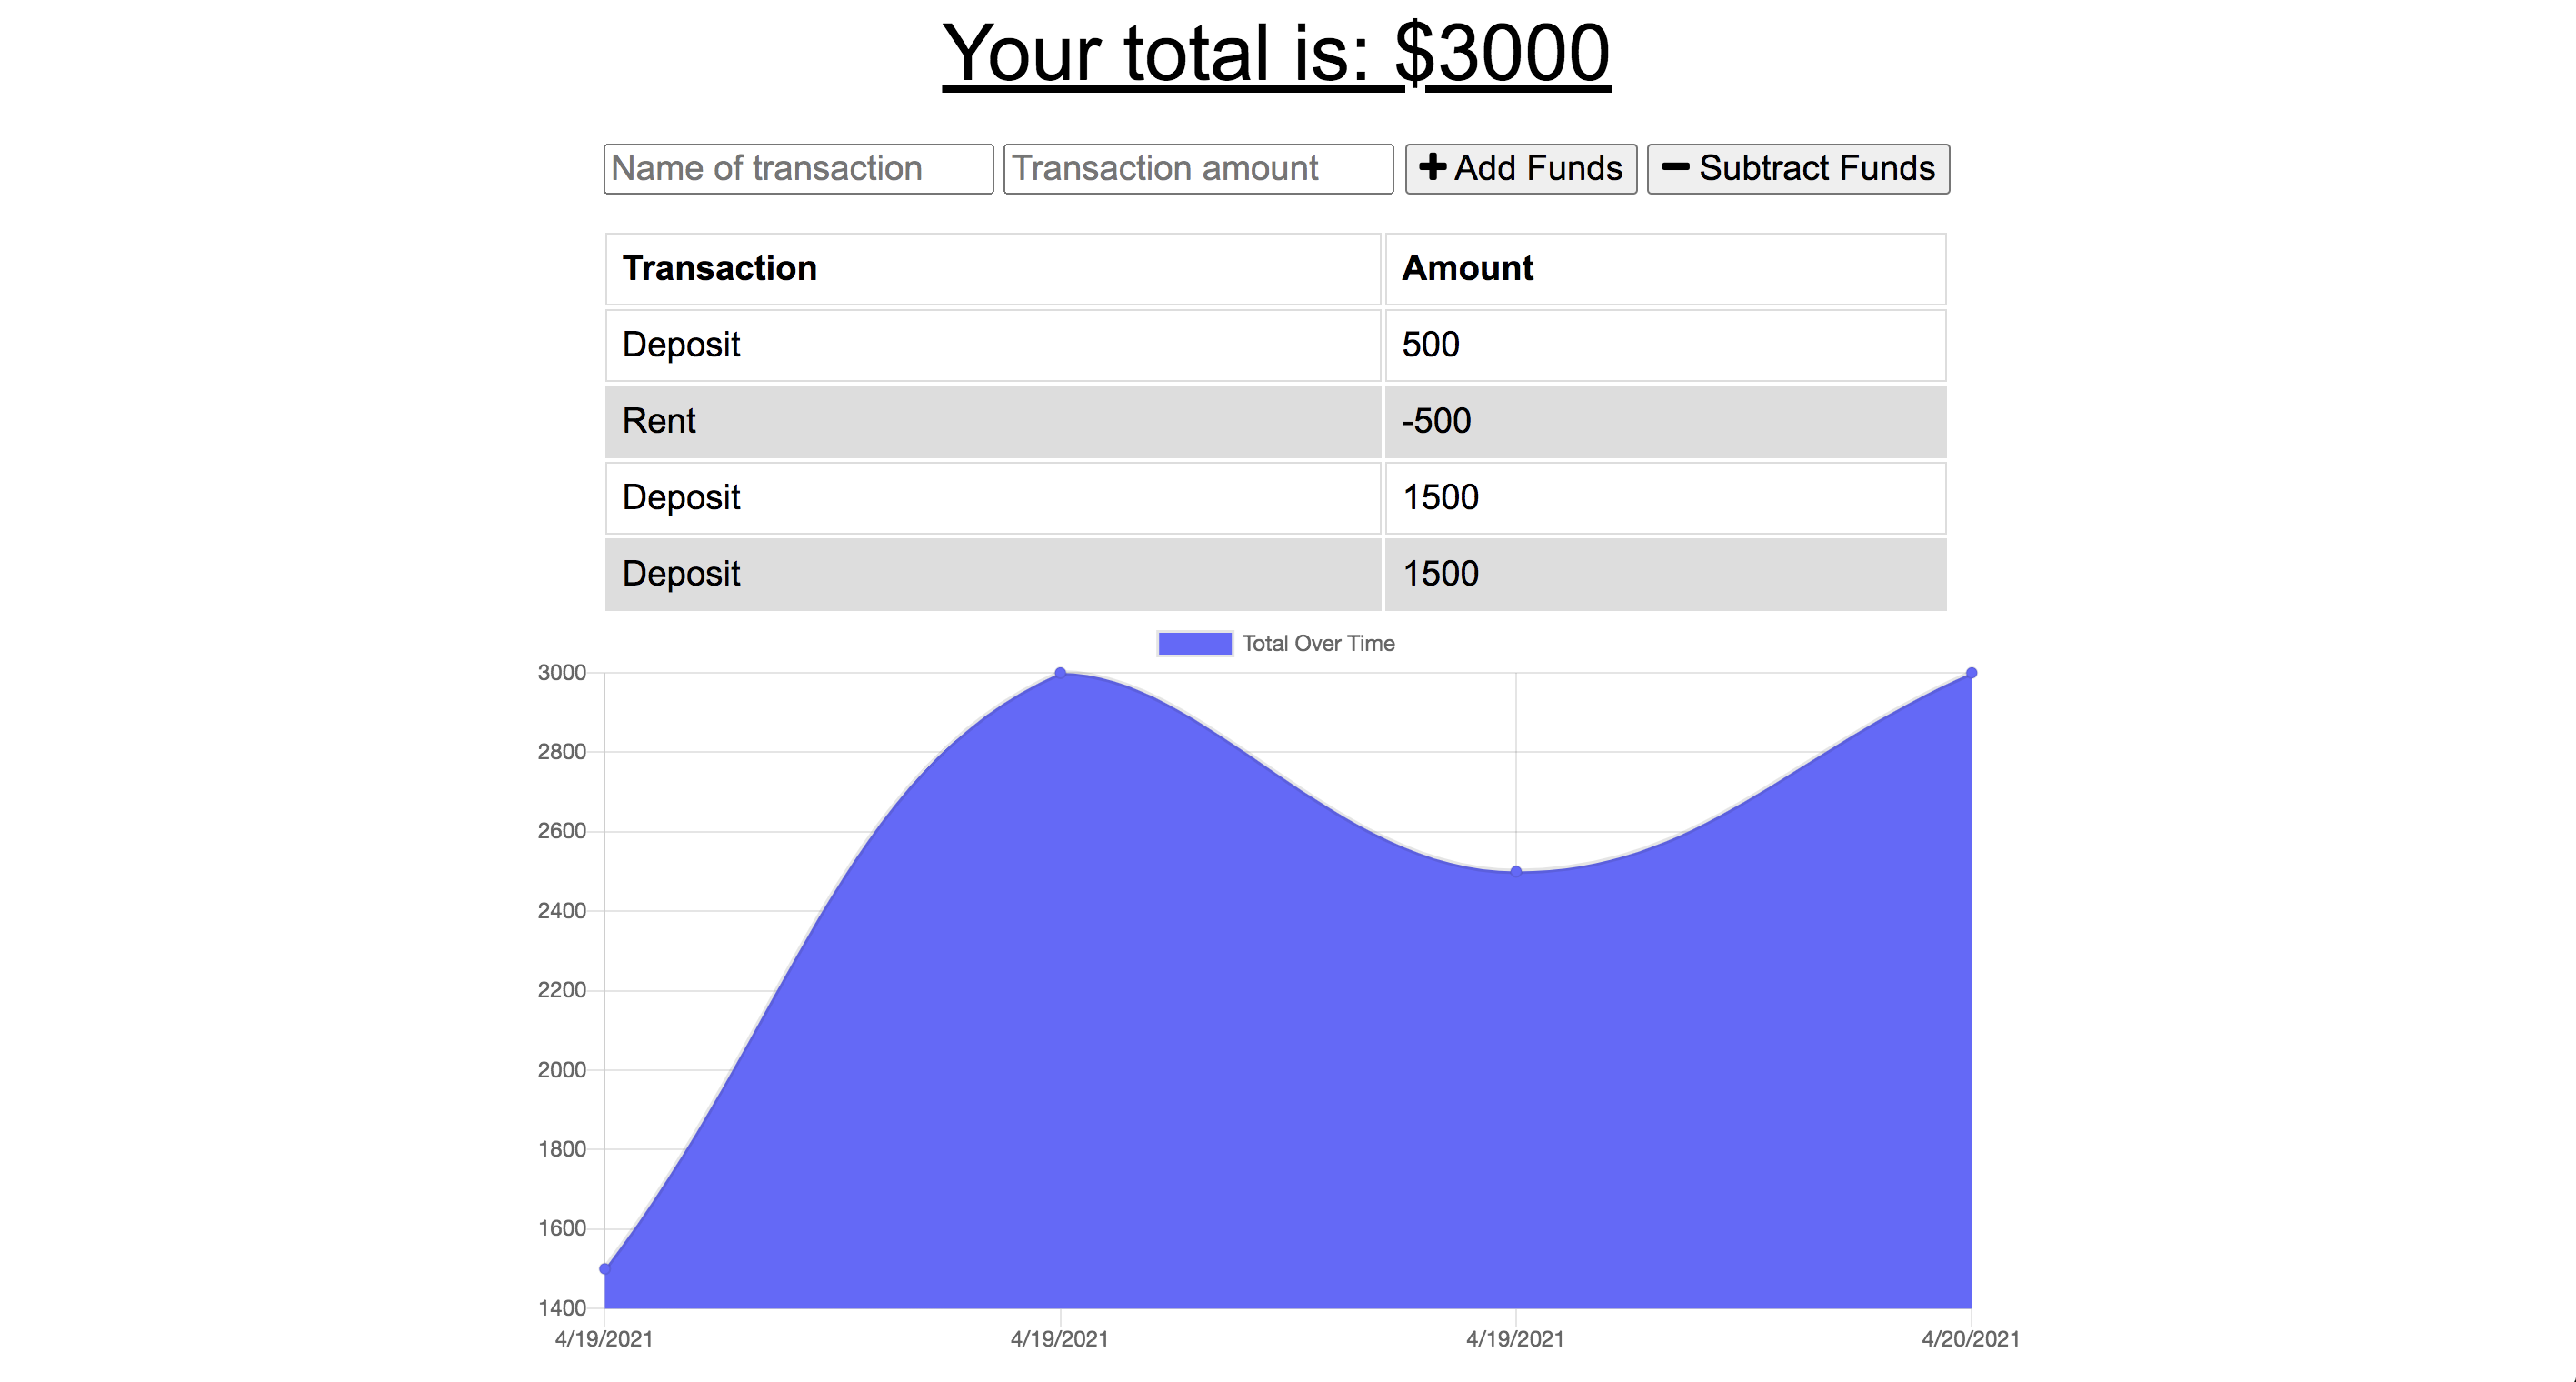 Your total is: $3000
Name of transaction Transaction amount Add Funds Subtract Funds
Transaction Amount
Deposit 500
Rent -500
Deposit 1500
Deposit 1500
Total Over Time
3000
2800
2600
2400
2200
2000
1800
1600
1400
4/19/2021 4/19/2021 4/19/2021 4/20/2021